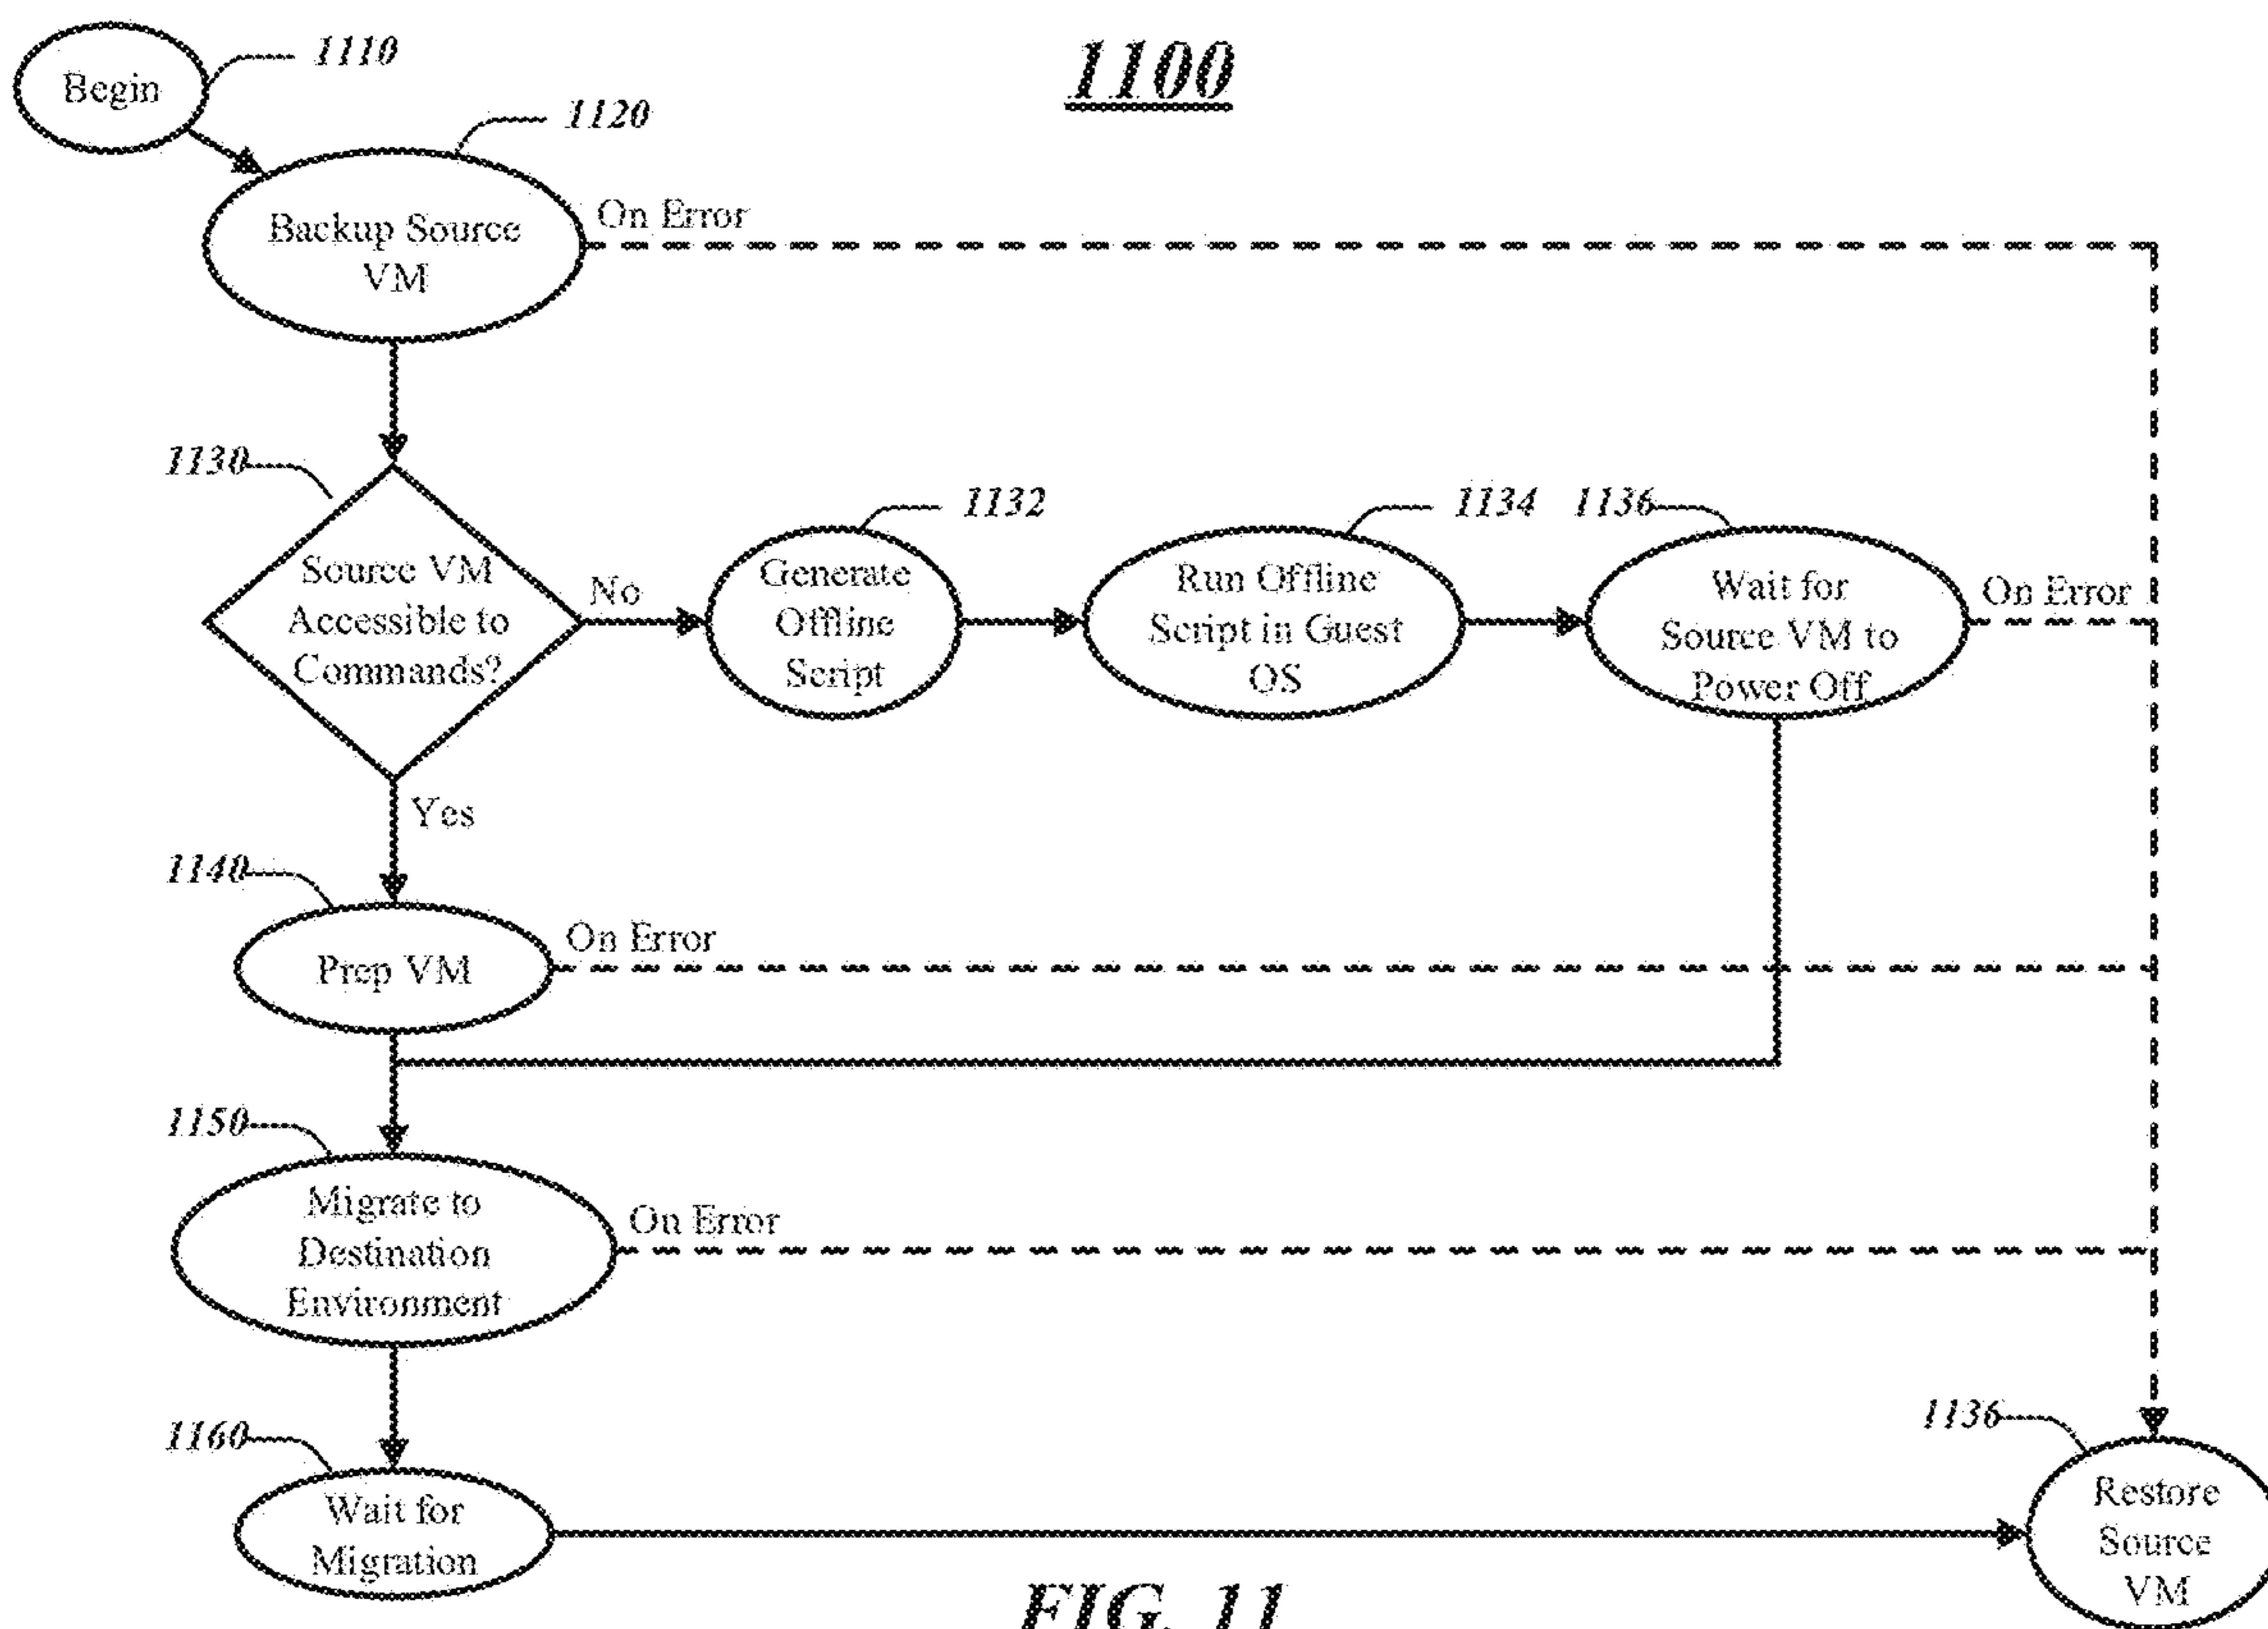 1110
1100
Begin
1120
On Error
Backup Source
VM
1130
1132
1134
1136
Source VM
Accessible to
Commands?
No
Generate
Offline
Script
Run Offline
Script in Guest
OS
Wait for
Source VM to
Power Off
On Error
Yes
1140
Prep VM
On Error
1150
Migrate to
Destination
Environment
On Error
1160
Wait for
Migration
1136
Restore
Source
VM
FIG. 11